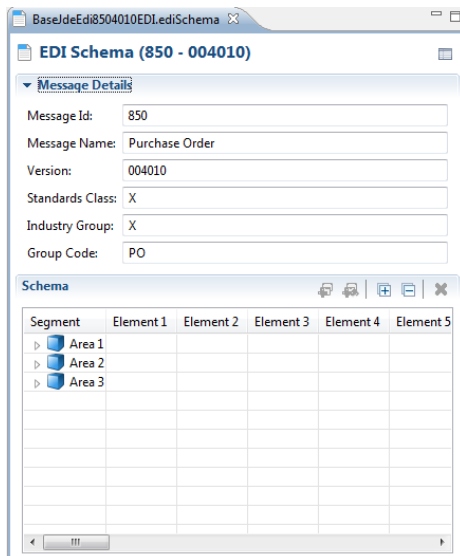 BaseJdeEdi8504010EDI.ediSchema
EDI Schema (850 - 004010)
Message Details
Message Id: 850
Message Name: Purchase Order
Version: 004010
Standards Class: X
Industry Group: X
Group Code: PO
Schema
Segment Element 1 Element 2 Element 3 Element 4 Element 5
Area 1
Area 2
Area 3